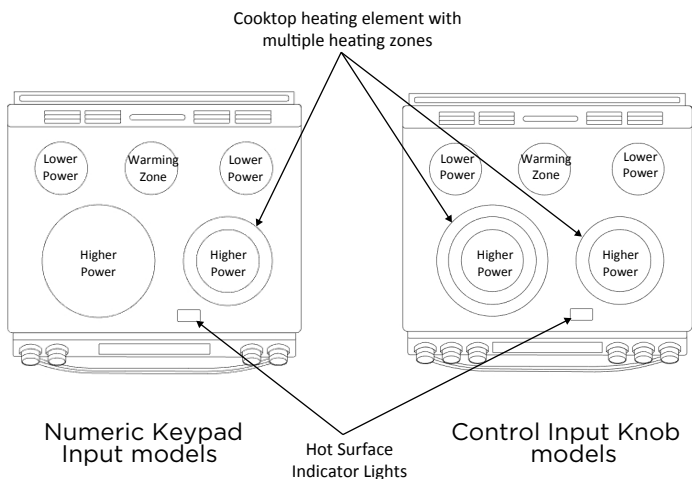 Cooktop heating element with
multiple heating zones
Lower
Power
Warming
Zone
Lower
Power
Higher
Power
Higher
Power
Lower
Power
Warming
Zone
Lower
Power
Higher
Power
Higher
Power
Numeric Keypad
Input models
Hot Surface
Indicator Lights
Control Input Knob
models